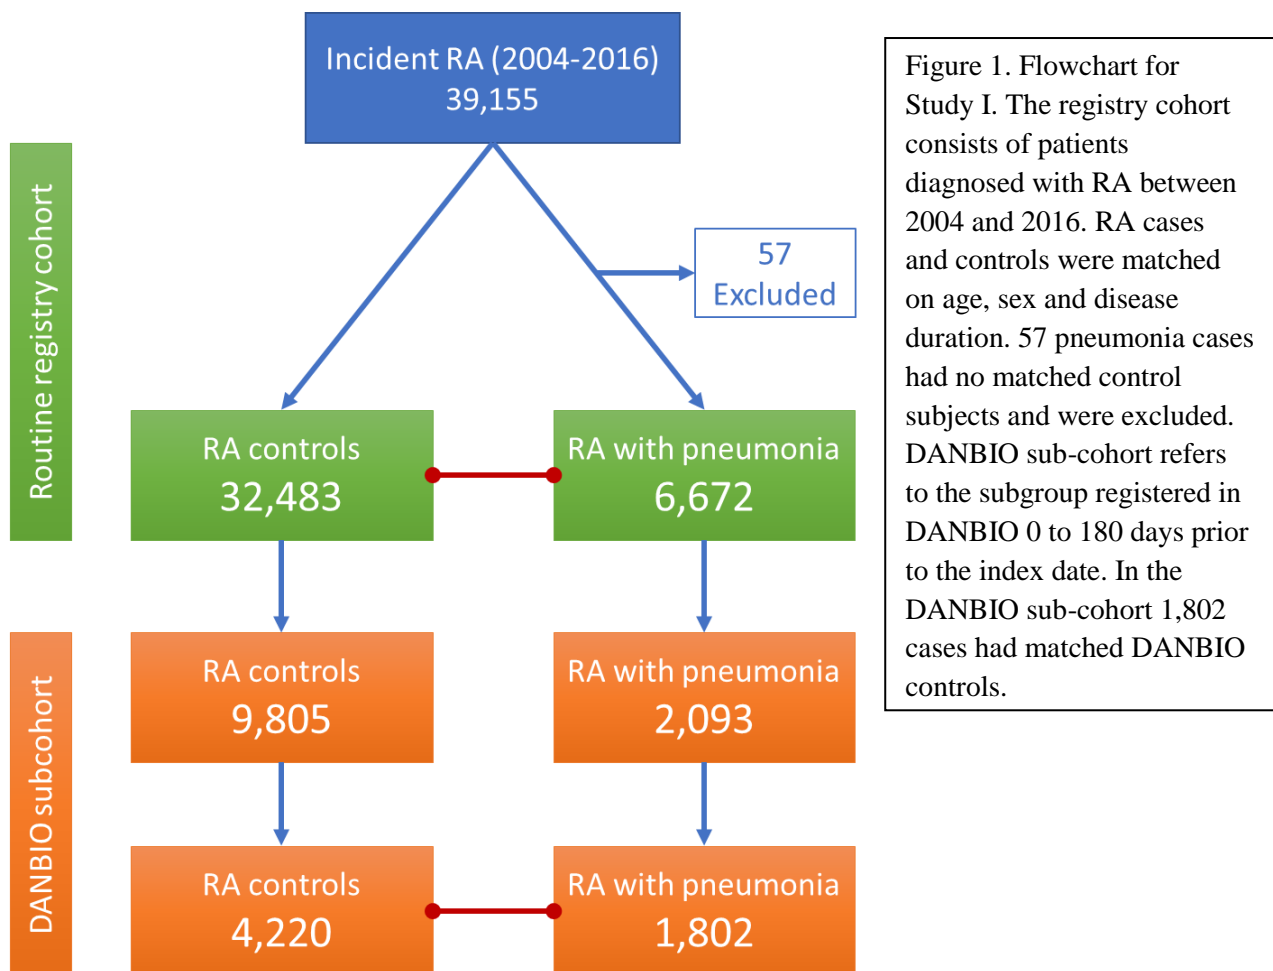 Incident RA (2004-2016)
39,155
57
Excluded
Routine registry cohort
RA controls
32,483
RA with pneumonia
6,672
DANBIO subcohort
RA controls
9,805
RA with pneumonia
2,093
RA controls
4,220
RA with pneumonia
1,802
Figure 1. Flowchart for
Study I. The registry cohort
consists of patients
diagnosed with RA between
2004 and 2016. RA cases
and controls were matched
on age, sex and disease
duration. 57 pneumonia cases
had no matched control
subjects and were excluded.
DANBIO sub-cohort refers
to the subgroup registered in
DANBIO 0 to 180 days prior
to the index date. In the
DANBIO sub-cohort 1,802
cases had matched DANBIO
controls.